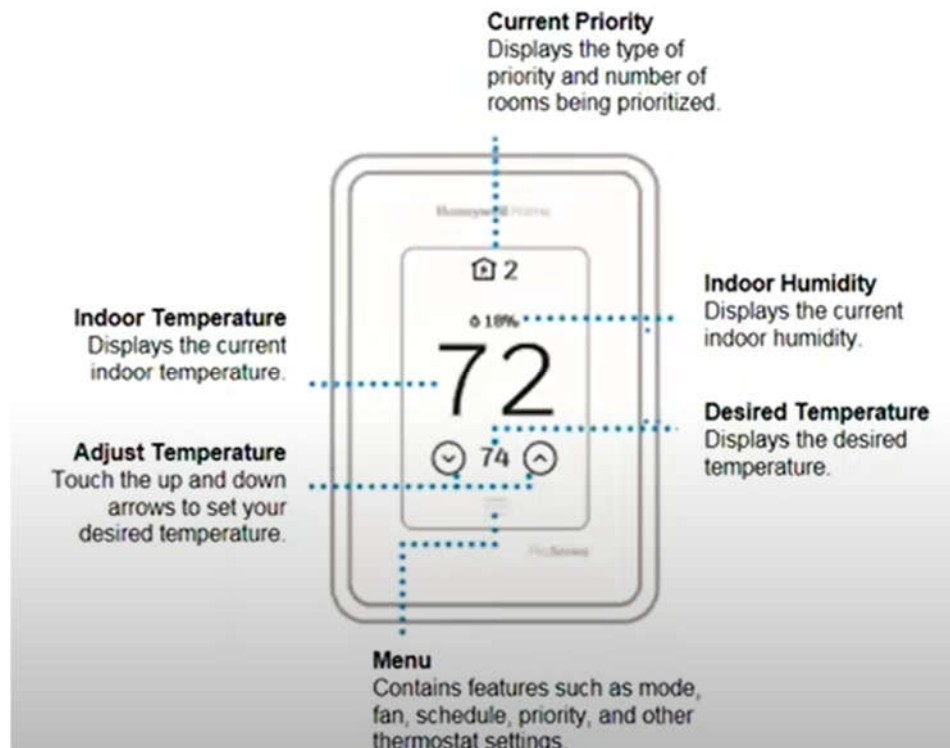 Current Priority
Displays the type of
priority and number of
rooms being prioritized.
Honeywell Home
2
18%
Indoor Humidity
Displays the current
indoor humidity.
Indoor Temperature
Displays the current
indoor temperature.
72
Desired Temperature
Displays the desired
temperature.
Adjust Temperature
Touch the up and down
arrows to set your
desired temperature.
74
ProSeries
Menu
Contains features such as mode,
fan, schedule, priority, and other
thermostat settings.